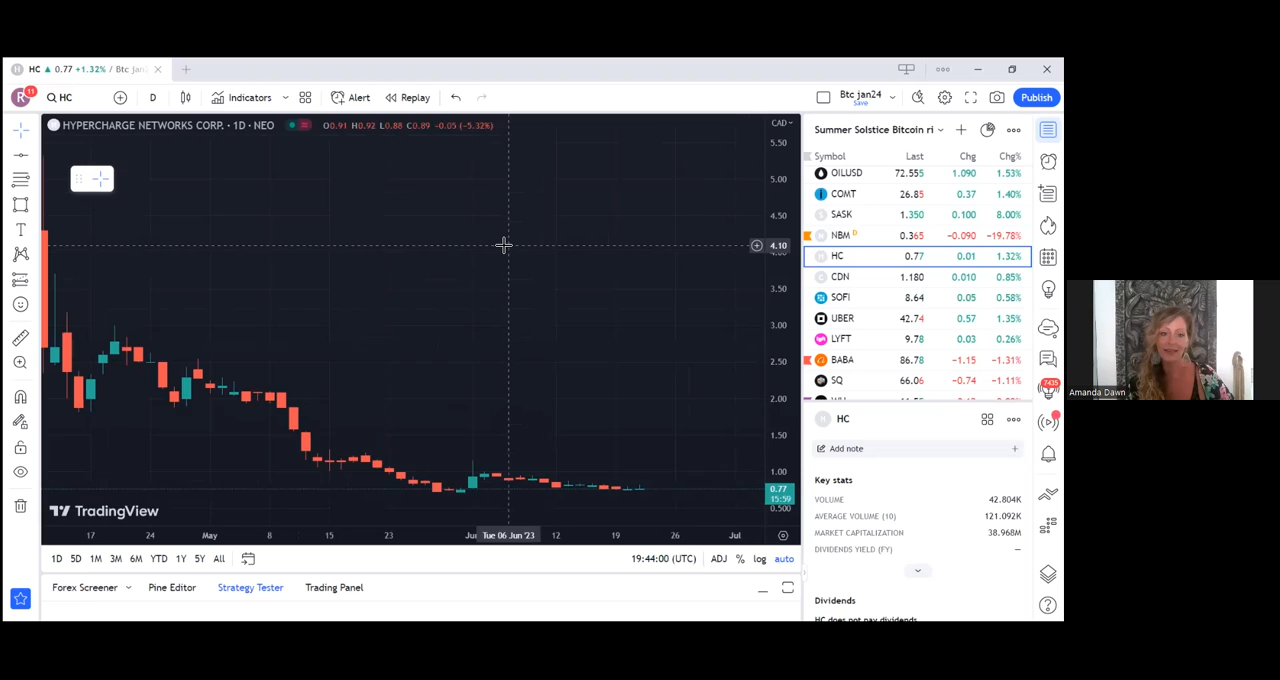 HC ▲ 0.77 +1.32% / Btc jan
R 11 HC D Indicators Alert Replay Btc jan24 Save Publish
HYPERCHARGE NETWORKS CORP. · 1D · NEO O0.91 H0.92 L0.88 C0.89 -0.05 (-5.32%) CAD
5.50
5.00
4.50
4.10
3.50
3.00
2.50
2.00
1.50
1.00
0.77
15:59
0.500
TradingView
17 24 May 8 15 23 Tue 06 Jun '23 12 19 26 Jul
1D 5D 1M 3M 6M YTD 1Y 5Y All 19:44:00 (UTC) ADJ % log auto
Forex Screener Pine Editor Strategy Tester Trading Panel
Summer Solstice Bitcoin ri
Symbol Last Chg Chg%
OILUSD 72.555 1.090 1.53%
COMT 26.85 0.37 1.40%
SASK 1.350 0.100 8.00%
NBM D 0.365 -0.090 -19.78%
HC 0.77 0.01 1.32%
CDN 1.180 0.010 0.85%
SOFI 8.64 0.05 0.58%
UBER 42.74 0.57 1.35%
LYFT 9.78 0.03 0.26%
BABA 86.78 -1.15 -1.31%
SQ 66.06 -0.74 -1.11%
HC
Add note
Key stats
VOLUME 42.804K
AVERAGE VOLUME (10) 121.092K
MARKET CAPITALIZATION 38.968M
DIVIDENDS YIELD (FY) —
Dividends
HC does not pay dividends
7435
Amanda Dawn